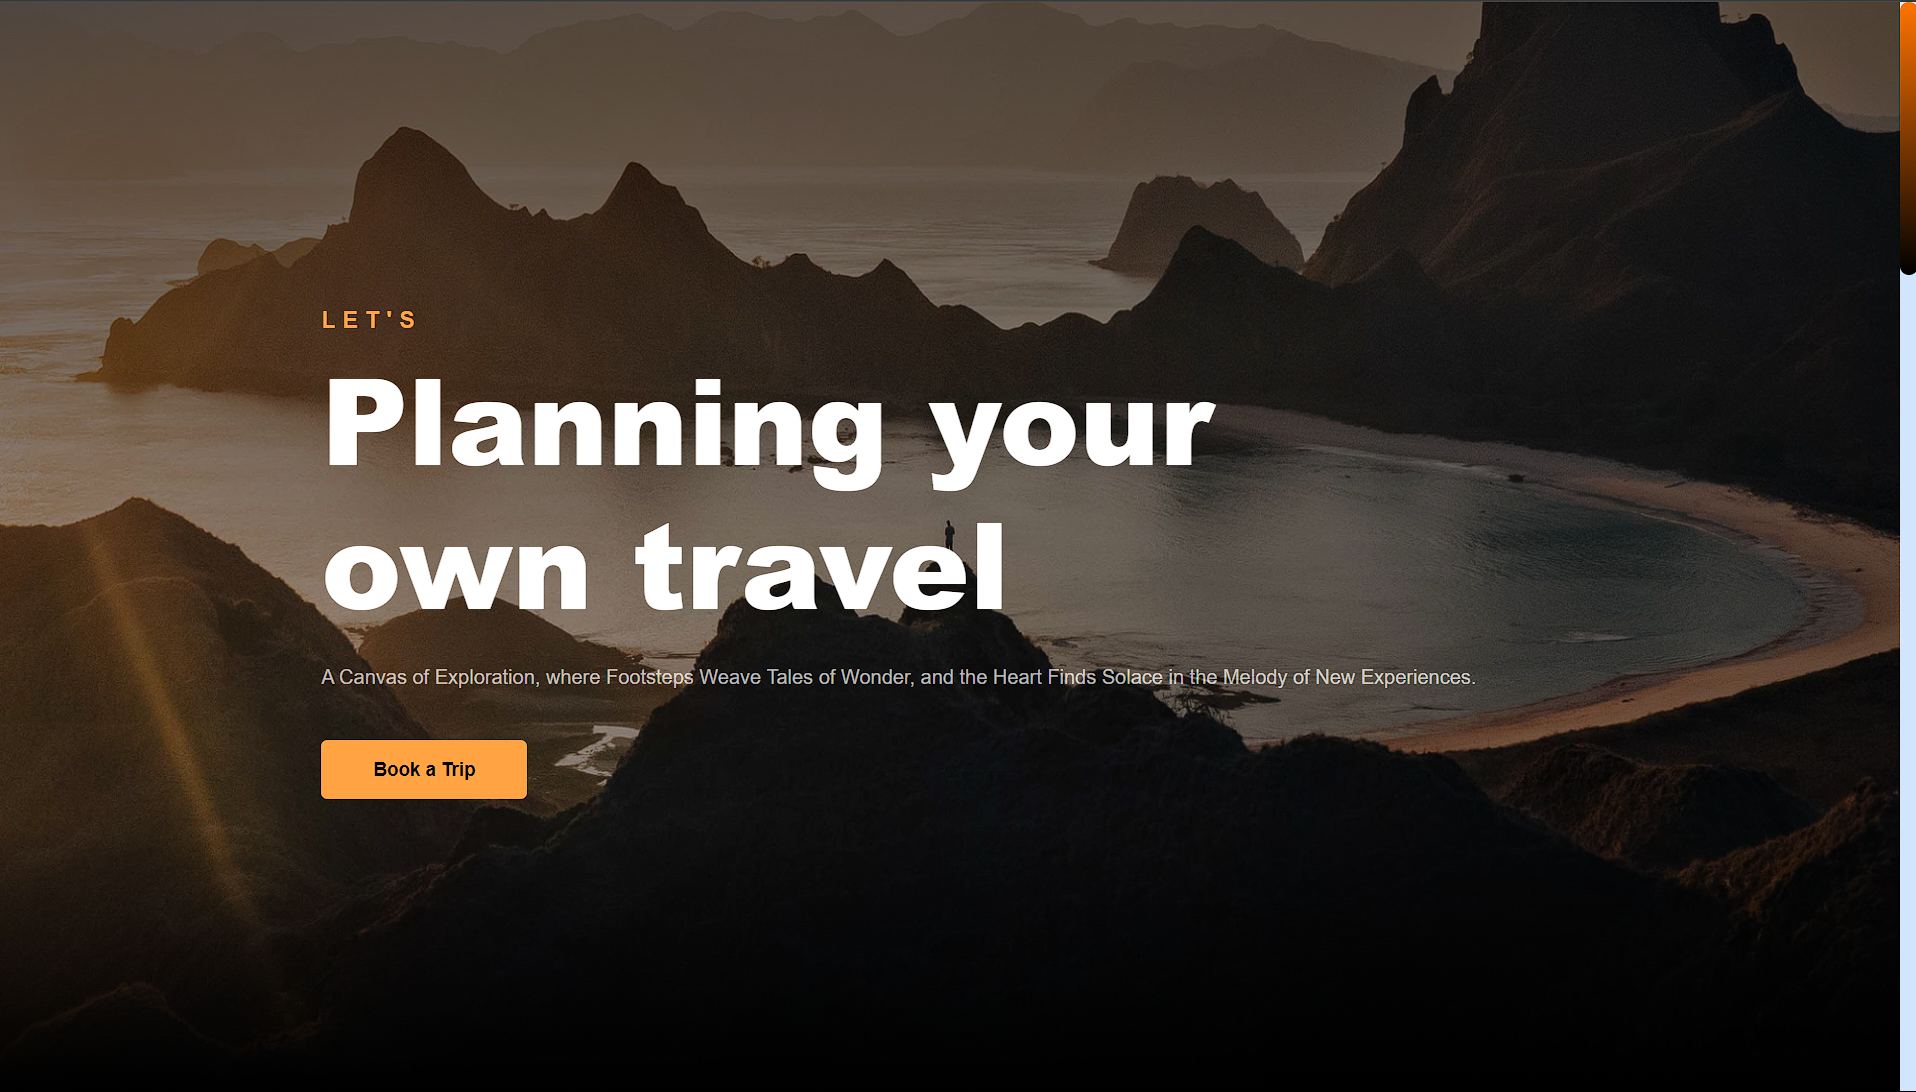 LET'S
Planning your
own travel
A Canvas of Exploration, where Footsteps Weave Tales of Wonder, and the Heart Finds Solace in the Melody of New Experiences.
Book a Trip